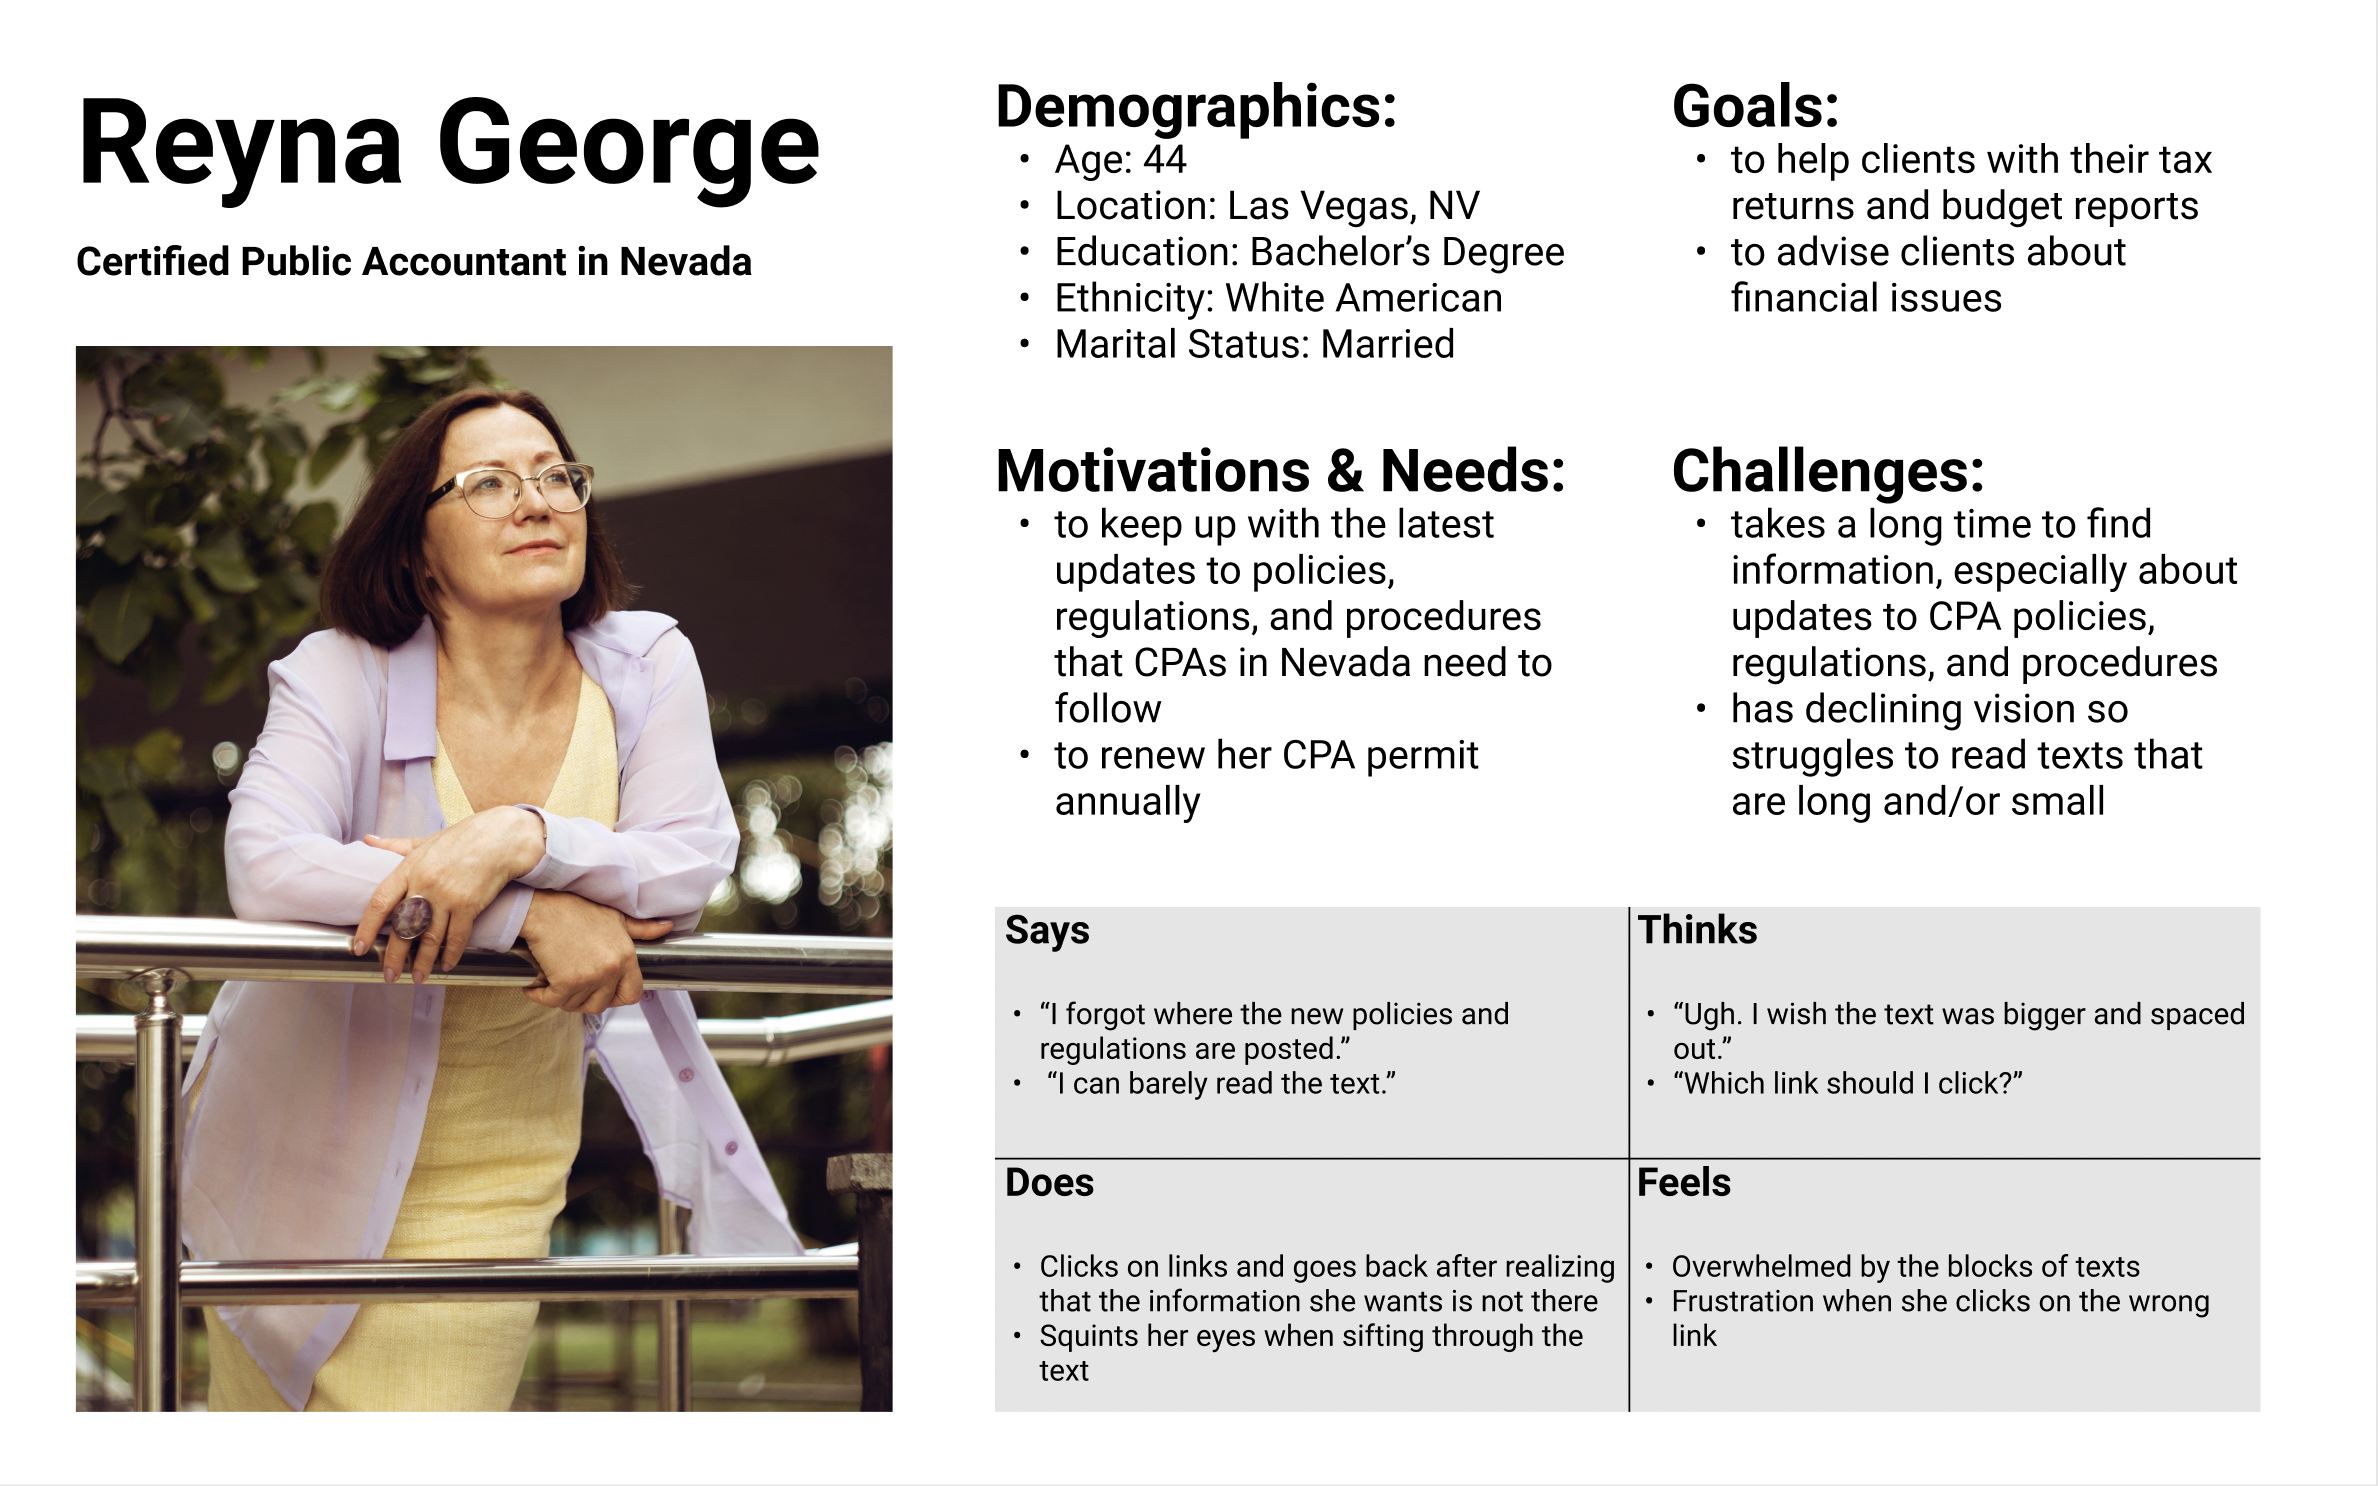 Reyna George
Certified Public Accountant in Nevada
Demographics:
• Age: 44
• Location: Las Vegas, NV
• Education: Bachelor’s Degree
• Ethnicity: White American
• Marital Status: Married
Goals:
• to help clients with their tax
returns and budget reports
• to advise clients about
financial issues
Motivations & Needs:
• to keep up with the latest
updates to policies,
regulations, and procedures
that CPAs in Nevada need to
follow
• to renew her CPA permit
annually
Challenges:
• takes a long time to find
information, especially about
updates to CPA policies,
regulations, and procedures
• has declining vision so
struggles to read texts that
are long and/or small
Says
• “I forgot where the new policies and
regulations are posted.”
• “I can barely read the text.”
Thinks
• “Ugh. I wish the text was bigger and spaced
out.”
• “Which link should I click?”
Does
• Clicks on links and goes back after realizing
that the information she wants is not there
• Squints her eyes when sifting through the
text
Feels
• Overwhelmed by the blocks of texts
• Frustration when she clicks on the wrong
link